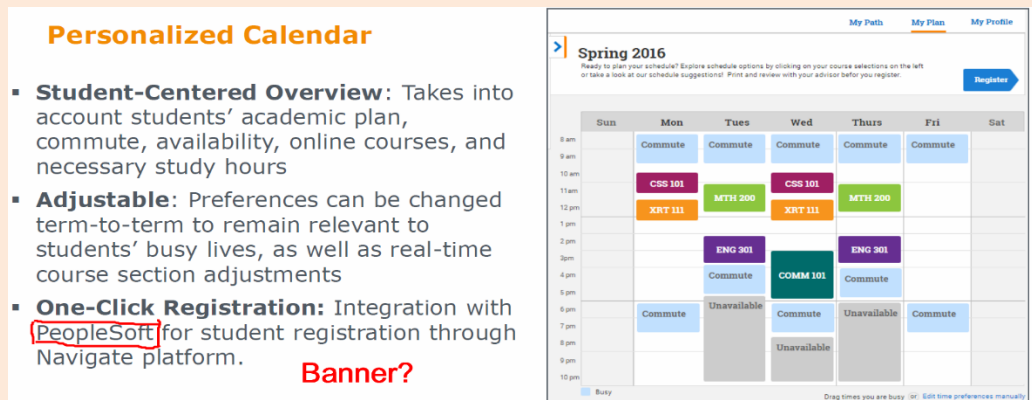 Personalized Calendar
▪ Student-Centered Overview: Takes into
account students’ academic plan,
commute, availability, online courses, and
necessary study hours
▪ Adjustable: Preferences can be changed
term-to-term to remain relevant to
students’ busy lives, as well as real-time
course section adjustments
▪ One-Click Registration: Integration with
PeopleSoft for student registration through
Navigate platform.
Banner?
My Path My Plan My Profile
Spring 2016
Ready to plan your schedule? Explore schedule options by clicking on your course selections on the left
or take a look at our schedule suggestions! Print and review with your advisor befor you register.
Register
Sun Mon Tues Wed Thurs Fri Sat
8 am
Commute Commute Commute Commute Commute
9 am
10 am
CSS 101 CSS 101
11am
MTH 200 MTH 200
12 pm
XRT 111 XRT 111
1 pm
2 pm
ENG 301 ENG 301
3pm
4 pm
Commute COMM 101 Commute
5 pm
6 pm
Unavailable Unavailable
Commute Commute Commute
7 pm
8 pm
Unavailable
9 pm
10 pm
Busy
Drag times you are busy or Edit time preferences manually